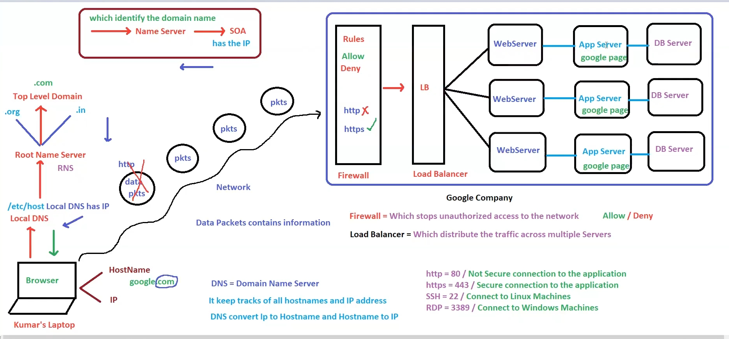 which identify the domain name
Name Server
SOA
has the IP
.com
Top Level Domain
.org
.in
Root Name Server
RNS
/etc/host Local DNS has IP
Local DNS
Browser
Kumar's Laptop
HostName
google.com
IP
http
data
pkts
pkts
pkts
pkts
Network
Data Packets contains information
DNS = Domain Name Server
It keep tracks of all hostnames and IP address
DNS convert Ip to Hostname and Hostname to IP
Rules
Allow
Deny
http
https
Firewall
LB
Load Balancer
WebServer
App Server
google page
DB Server
WebServer
App Server
google page
DB Server
WebServer
App Server
google page
DB Server
Google Company
Firewall = Which stops unauthorized access to the network Allow / Deny
Load Balancer = Which distribute the traffic across multiple Servers
http = 80 / Not Secure connection to the application
https = 443 / Secure connection to the application
SSH = 22 / Connect to Linux Machines
RDP = 3389 / Connect to Windows Machines